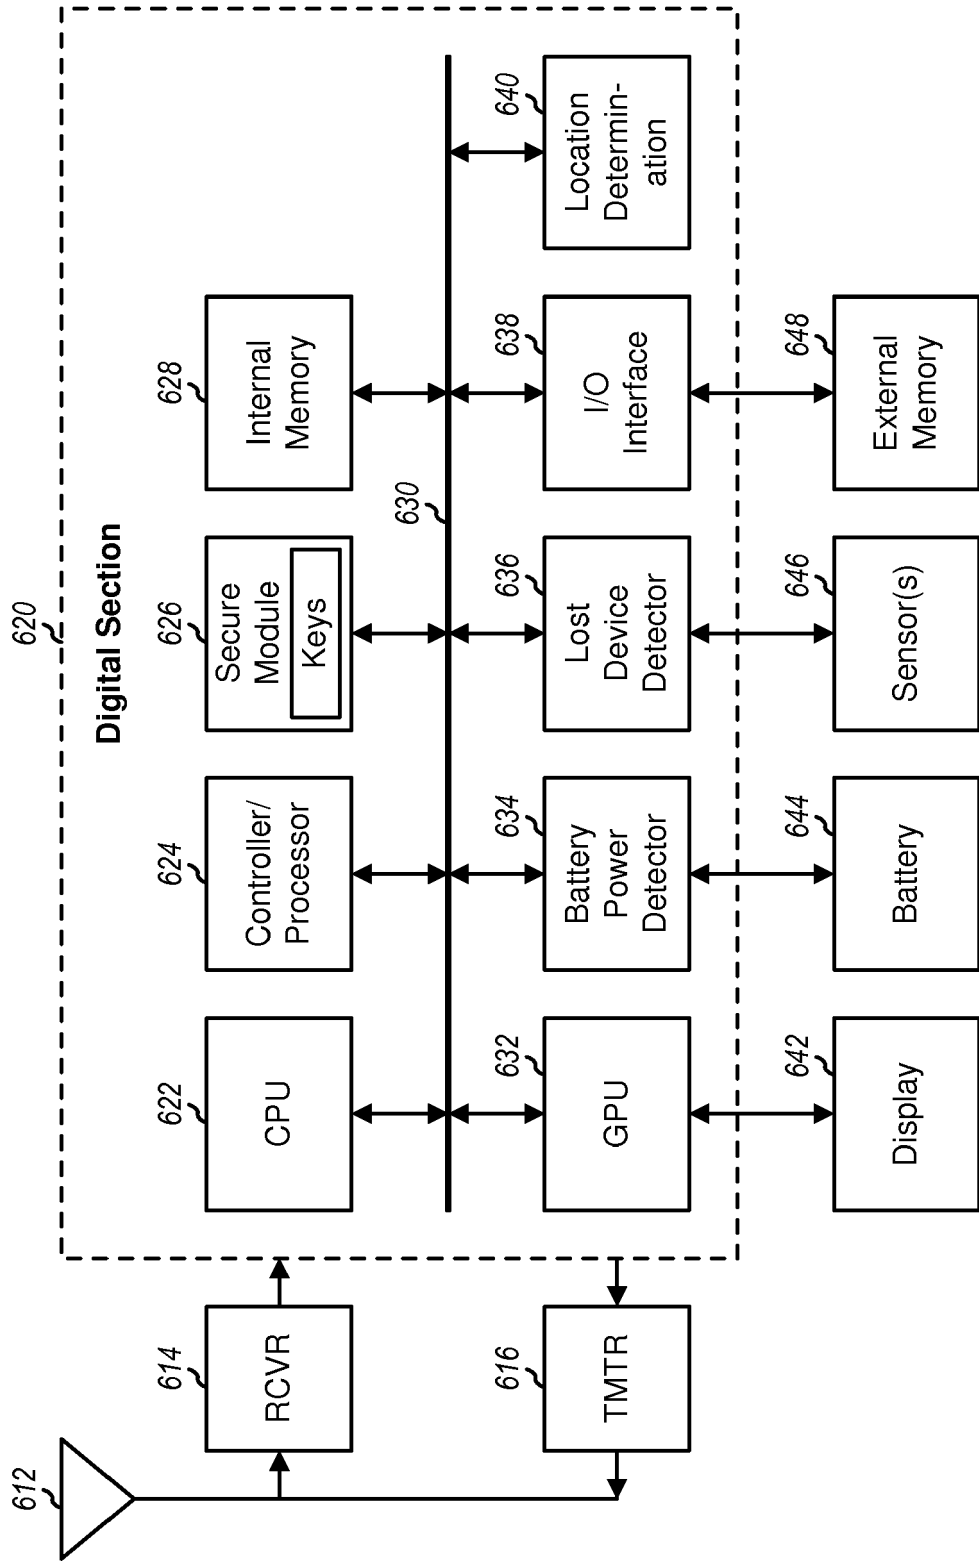 620
Digital Section
612
614
RCVR
616
TMTR
622
CPU
624
Controller/
Processor
626
Secure
Module
Keys
628
Internal
Memory
630
632
GPU
634
Battery
Power
Detector
636
Lost
Device
Detector
638
I/O
Interface
640
Location
Determin-
ation
642
Display
644
Battery
646
Sensor(s)
648
External
Memory